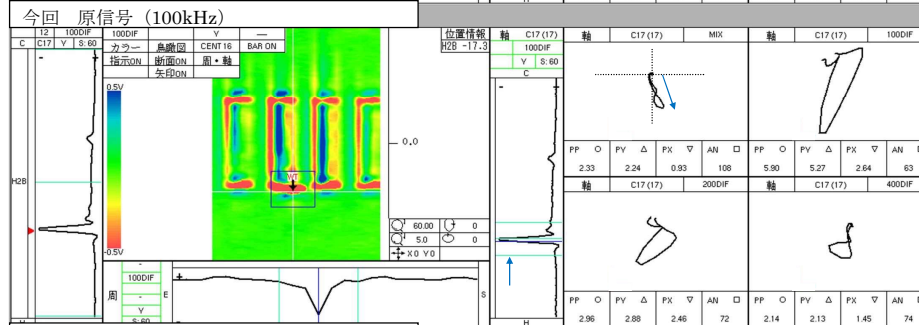 今回 原信号（100kHz）
12 100DIF
C C17 Y S:60
- +
H2B
H
100DIF Y —
カラー 鳥瞰図 CENT16 BAR ON
指示ON 断面ON 周・軸
矢印ON
0.5V
-0.5V
WT
0.0
位置情報
H2B -17.3
60.00 0
5.0 0
X0 Y0
周
-
100DIF
-
Y
S:60
E
+
-
S
軸 C17(17)
100DIF
Y S:60
C
- +
H
軸 C17(17) MIX
PP ○ PY △ PX ▽ AN □
2.33 2.24 0.93 108
軸 C17(17) 100DIF
PP ○ PY △ PX ▽ AN □
5.90 5.27 2.64 63
軸 C17(17) 200DIF
PP ○ PY △ PX ▽ AN □
2.96 2.88 2.46 72
軸 C17(17) 400DIF
PP ○ PY △ PX ▽ AN □
2.14 2.13 1.45 74